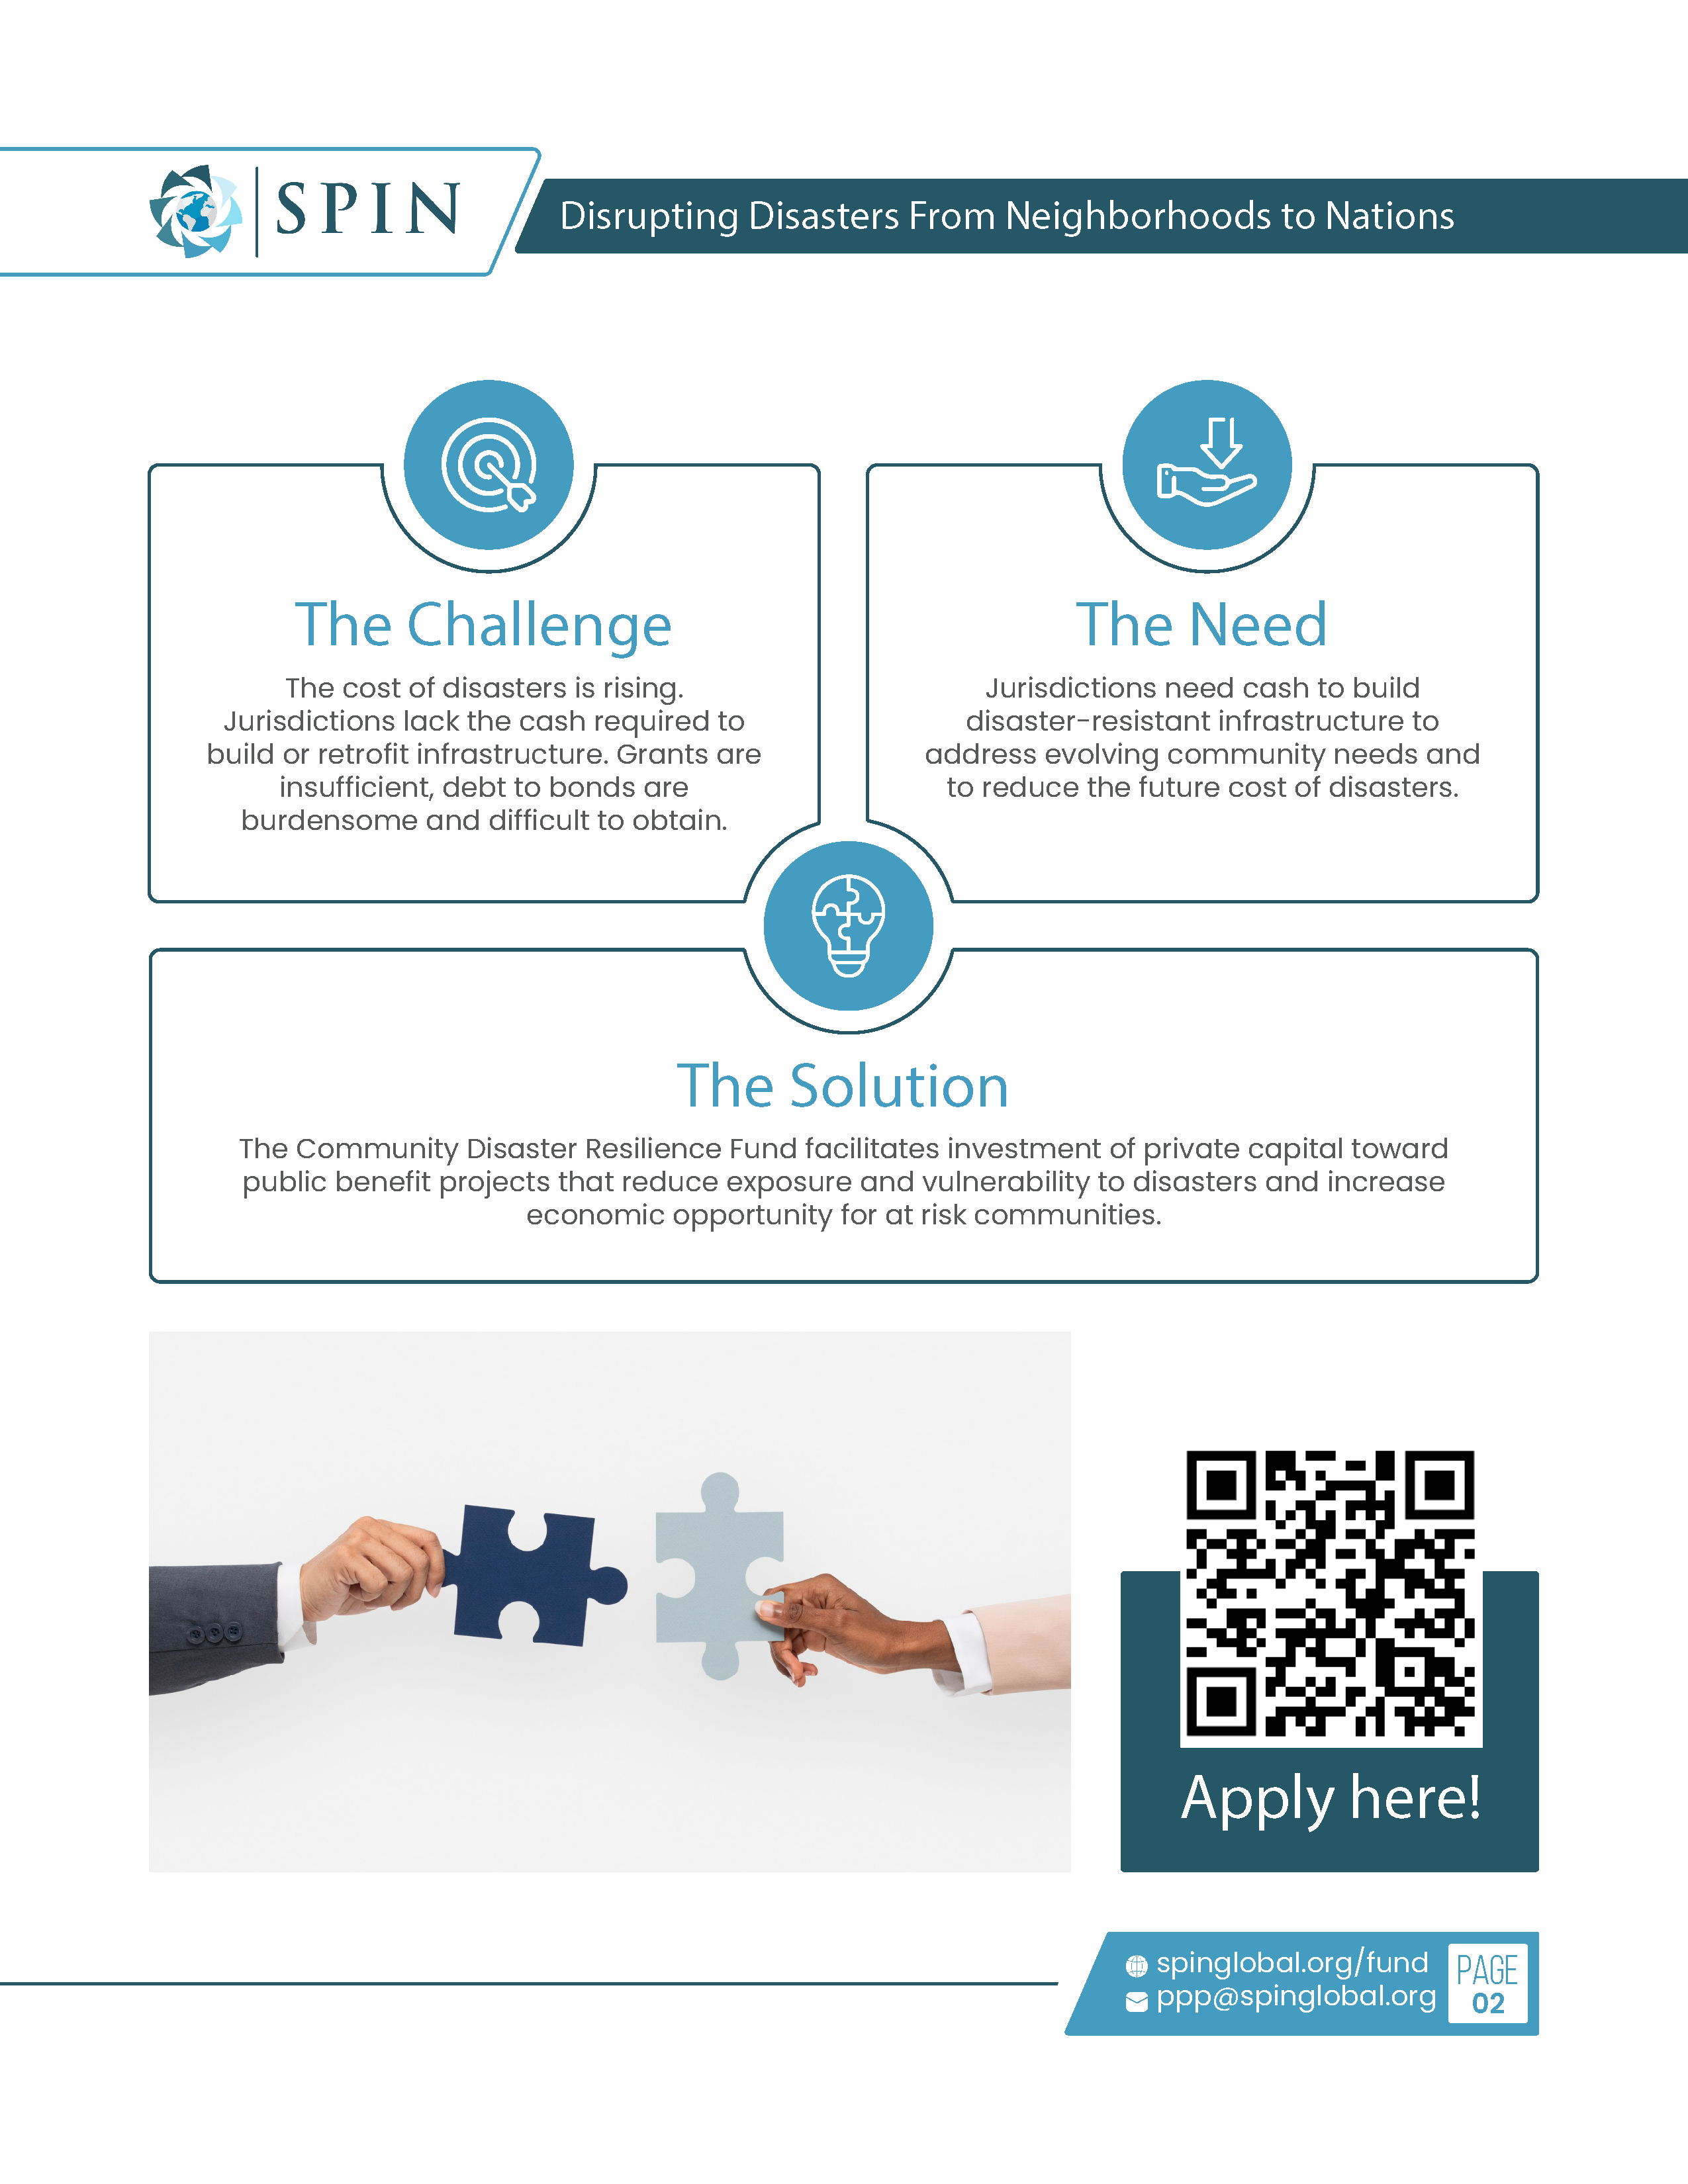 SPIN
Disrupting Disasters From Neighborhoods to Nations
The Challenge
The cost of disasters is rising.
Jurisdictions lack the cash required to
build or retrofit infrastructure. Grants are
insufficient, debt to bonds are
burdensome and difficult to obtain.
The Need
Jurisdictions need cash to build
disaster-resistant infrastructure to
address evolving community needs and
to reduce the future cost of disasters.
The Solution
The Community Disaster Resilience Fund facilitates investment of private capital toward
public benefit projects that reduce exposure and vulnerability to disasters and increase
economic opportunity for at risk communities.
Apply here!
spinglobal.org/fund
ppp@spinglobal.org
PAGE
02